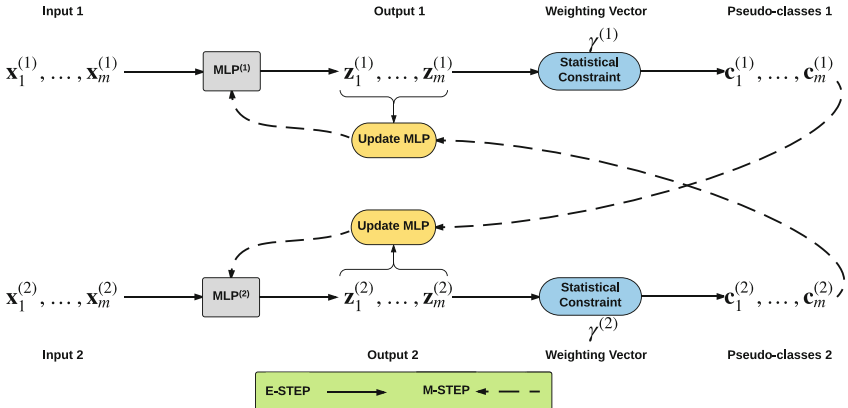 Input 1 Output 1 Weighting Vector Pseudo-classes 1
γ^(1)
x_1^(1), ..., x_m^(1) MLP^(1) z_1^(1), ..., z_m^(1) Statistical Constraint c_1^(1), ..., c_m^(1)
Update MLP
Update MLP
x_1^(2), ..., x_m^(2) MLP^(2) z_1^(2), ..., z_m^(2) Statistical Constraint c_1^(2), ..., c_m^(2)
γ^(2)
Input 2 Output 2 Weighting Vector Pseudo-classes 2
E-STEP M-STEP